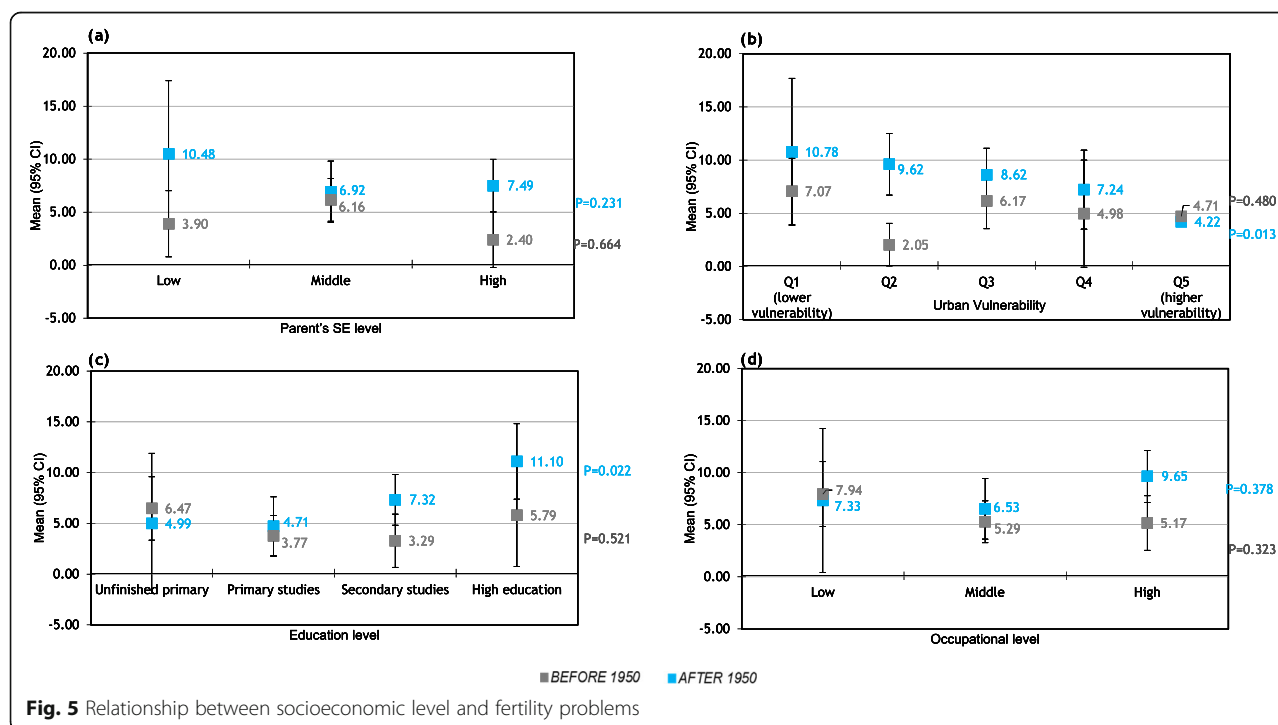 (a)
20.00
15.00
10.00
5.00
0.00
-5.00
Mean (95% CI)
10.48
3.90
6.92
6.16
7.49
2.40
P=0.231
P=0.664
Low Middle High
Parent's SE level
(b)
20.00
15.00
10.00
5.00
0.00
-5.00
Mean (95% CI)
10.78
7.07
9.62
2.05
8.62
6.17
7.24
4.98
4.71
4.22
P=0.480
P=0.013
Q1 Q2 Q3 Q4 Q5
(lower (higher
vulnerability) Urban Vulnerability vulnerability)
(c)
20.00
15.00
10.00
5.00
0.00
-5.00
Mean (95% CI)
6.47
4.99
4.71
3.77
7.32
3.29
11.10
5.79
P=0.022
P=0.521
Unfinished primary Primary studies Secondary studies High education
Education level
(d)
20.00
15.00
10.00
5.00
0.00
-5.00
Mean (95% CI)
7.94
7.33
6.53
5.29
9.65
5.17
P=0.378
P=0.323
Low Middle High
Occupational level
BEFORE 1950 AFTER 1950
Fig. 5 Relationship between socioeconomic level and fertility problems